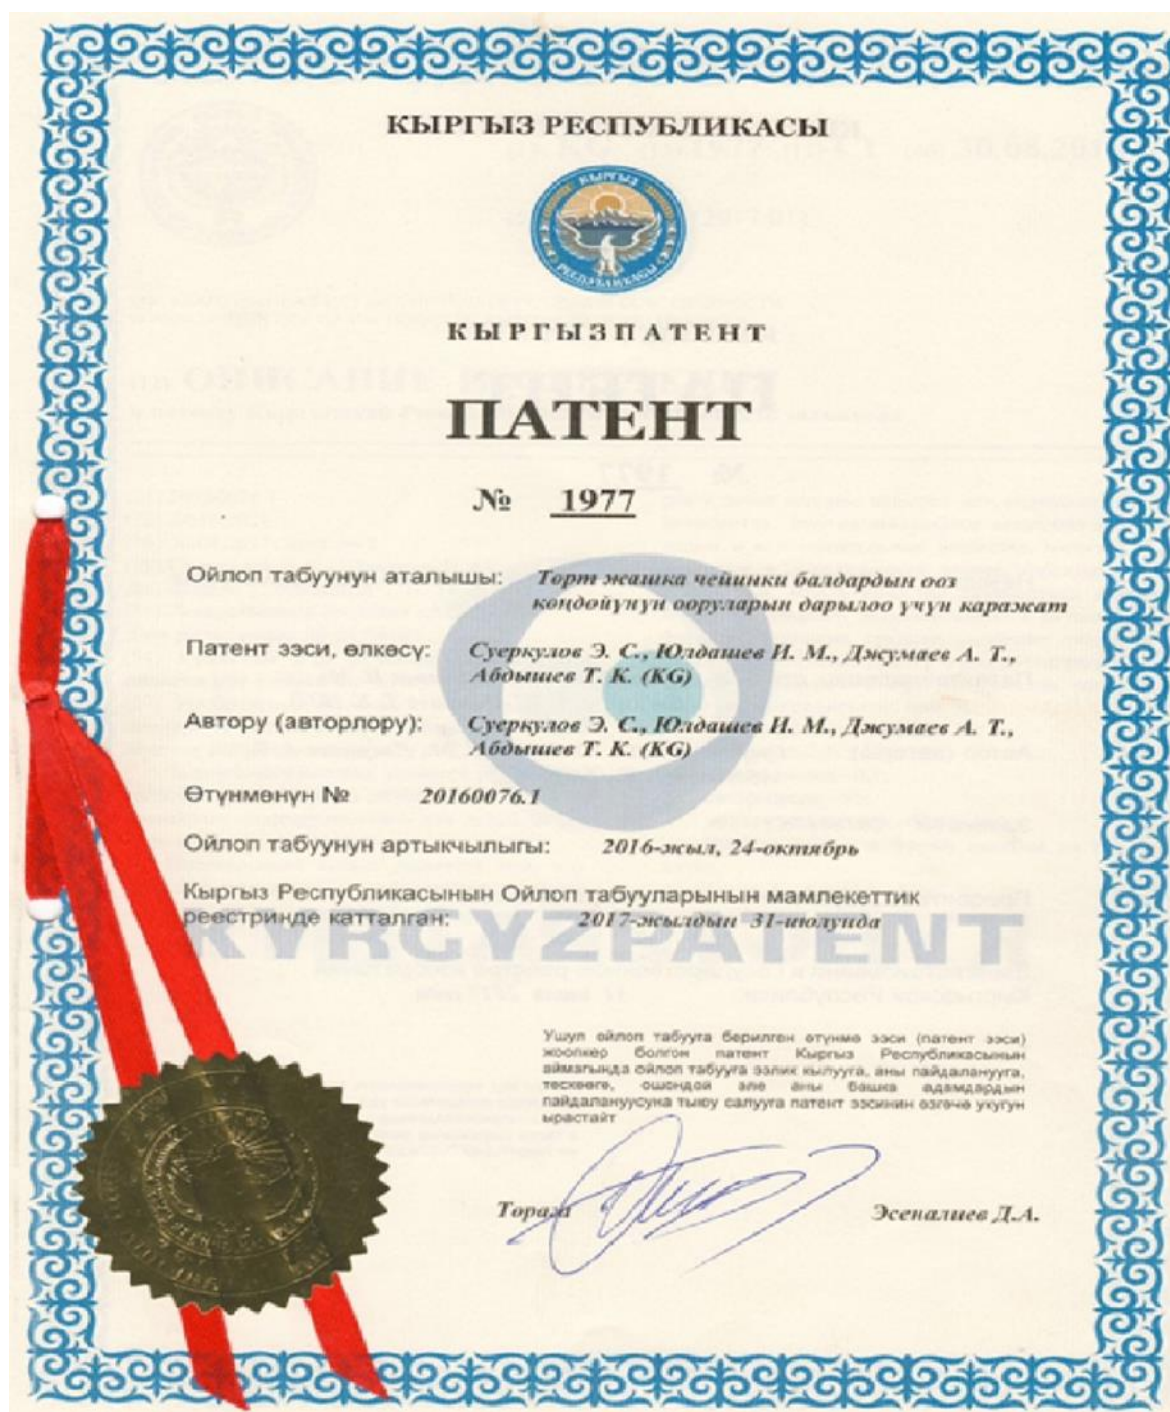 КЫРГЫЗ РЕСПУБЛИКАСЫ
КЫРГЫЗ
РЕСПУБЛИКАСЫ
КЫРГЫЗПАТЕНТ
ПАТЕНТ
№ 1977
Ойлоп табуунун аталышы: Төрт жашка чейинки балдардын ооз
көңдөйүнүн ооруларын дарылоо үчүн каражат
Патент ээси, өлкөсү: Суеркулов Э. С., Юлдашев И. М., Джумаев А. Т.,
Абдышев Т. К. (KG)
Автору (авторлору): Суеркулов Э. С., Юлдашев И. М., Джумаев А. Т.,
Абдышев Т. К. (KG)
Өтүнмөнүн № 20160076.1
Ойлоп табуунун артыкчылыгы: 2016-жыл, 24-октябрь
Кыргыз Республикасынын Ойлоп табууларынын мамлекеттик
реестринде катталган: 2017-жылдын 31-июлунда
KYRGYZPATENT
Ушул ойлоп табууга берилген өтүнмө ээси (патент ээси)
жоопкер болгон патент Кыргыз Республикасынын
аймагында ойлоп табууга ээлик кылууга, аны пайдаланууга,
тескөөгө, ошондой эле аны башка адамдардын
пайдалануусуна тыюу салууга патент ээсинин өзгөчө укугун
ырастайт
Төрага Эсеналиев Д.А.